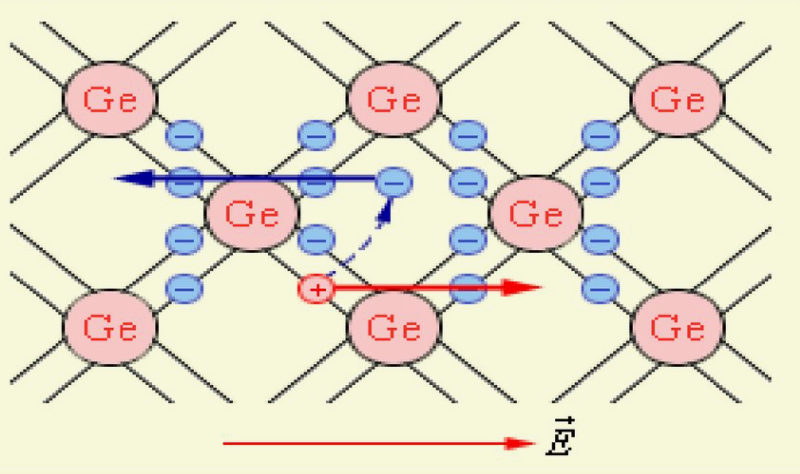 Ge Ge Ge
− − − −
− − − − −
Ge Ge
− − − −
− + − −
Ge Ge Ge